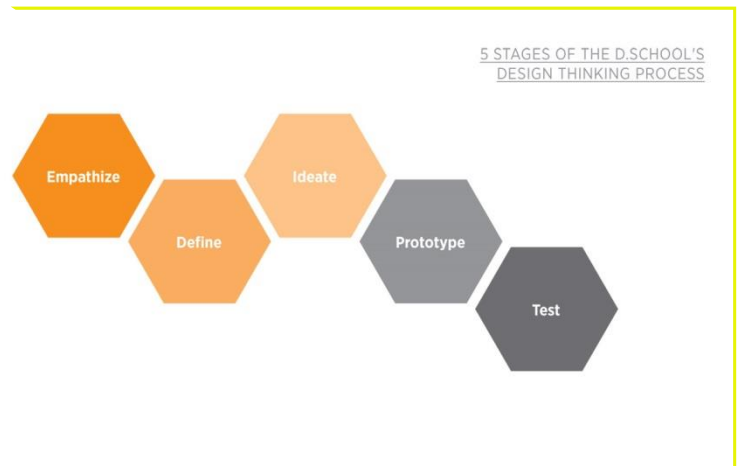 5 STAGES OF THE D.SCHOOL'S
DESIGN THINKING PROCESS
Empathize
Define
Ideate
Prototype
Test